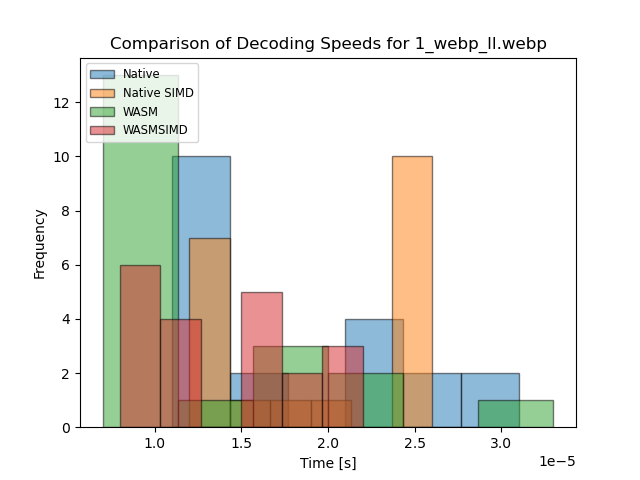 Comparison of Decoding Speeds for 1_webp_ll.webp
Native
Native SIMD
WASM
WASMSIMD
Frequency
12
10
8
6
4
2
0
1.0 1.5 2.0 2.5 3.0
1e−5
Time [s]